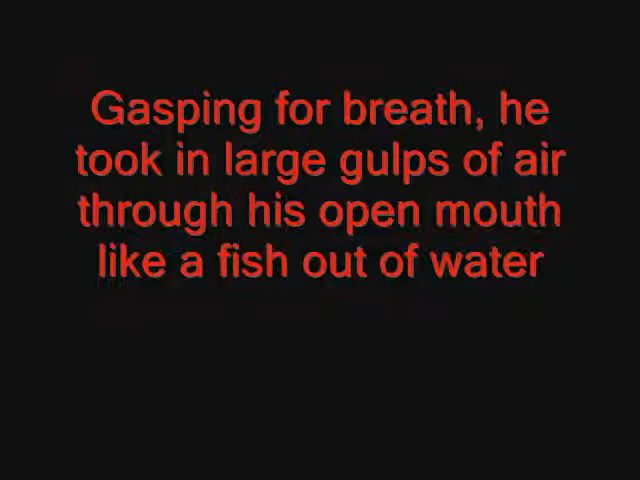 Gasping for breath, he
took in large gulps of air
through his open mouth
like a fish out of water